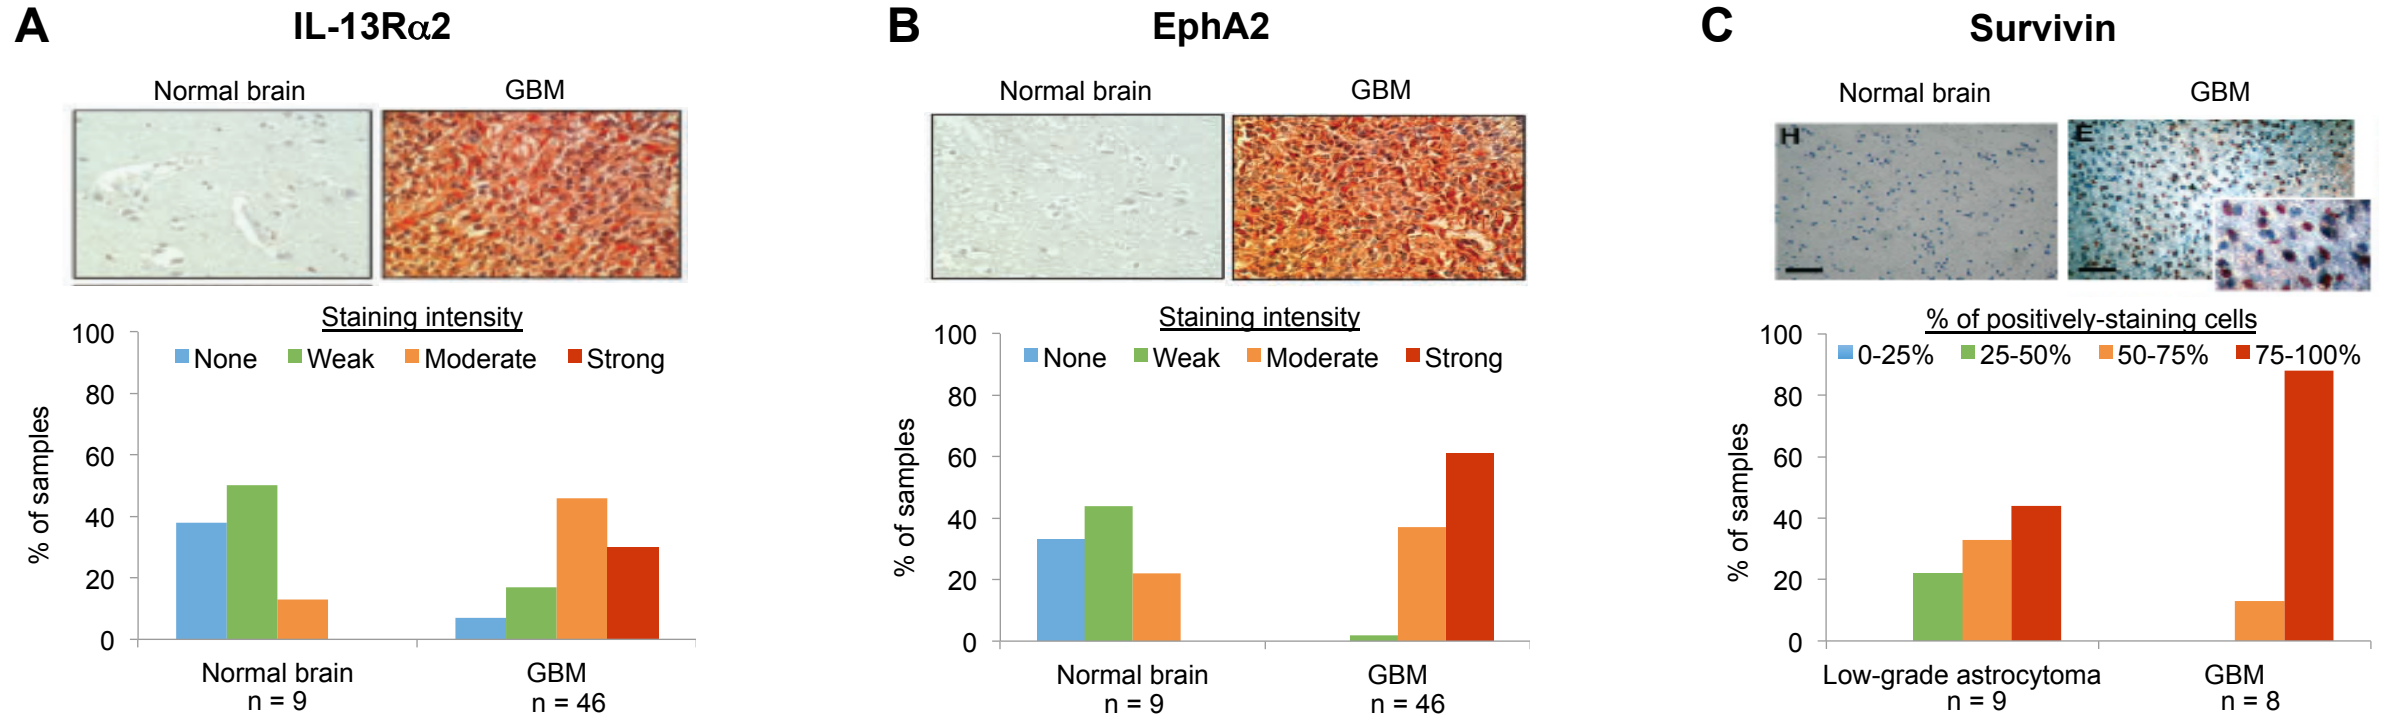 A
IL-13Rα2
Normal brain
GBM
Staining intensity
None
Weak
Moderate
Strong
100
80
60
40
20
0
% of samples
Normal brain
n = 9
GBM
n = 46
B
EphA2
Normal brain
GBM
Staining intensity
None
Weak
Moderate
Strong
100
80
60
40
20
0
% of samples
Normal brain
n = 9
GBM
n = 46
C
Survivin
Normal brain
GBM
H
E
% of positively-staining cells
0-25%
25-50%
50-75%
75-100%
100
80
60
40
20
0
% of samples
Low-grade astrocytoma
n = 9
GBM
n = 8